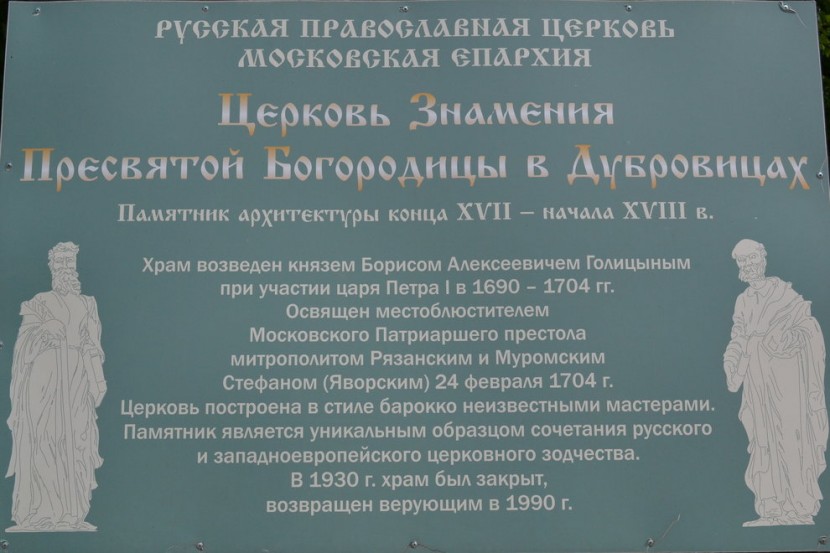 Русская Православная Церковь
Московская Епархия
Церковь Знамения
Пресвятой Богородицы в Дубровицах
Памятник архитектуры конца XVII – начала XVIII в.
Храм возведен князем Борисом Алексеевичем Голицыным
при участии царя Петра I в 1690 – 1704 гг.
Освящен местоблюстителем
Московского Патриаршего престола
митрополитом Рязанским и Муромским
Стефаном (Яворским) 24 февраля 1704 г.
Церковь построена в стиле барокко неизвестными мастерами.
Памятник является уникальным образцом сочетания русского
и западноевропейского церковного зодчества.
В 1930 г. храм был закрыт,
возвращен верующим в 1990 г.